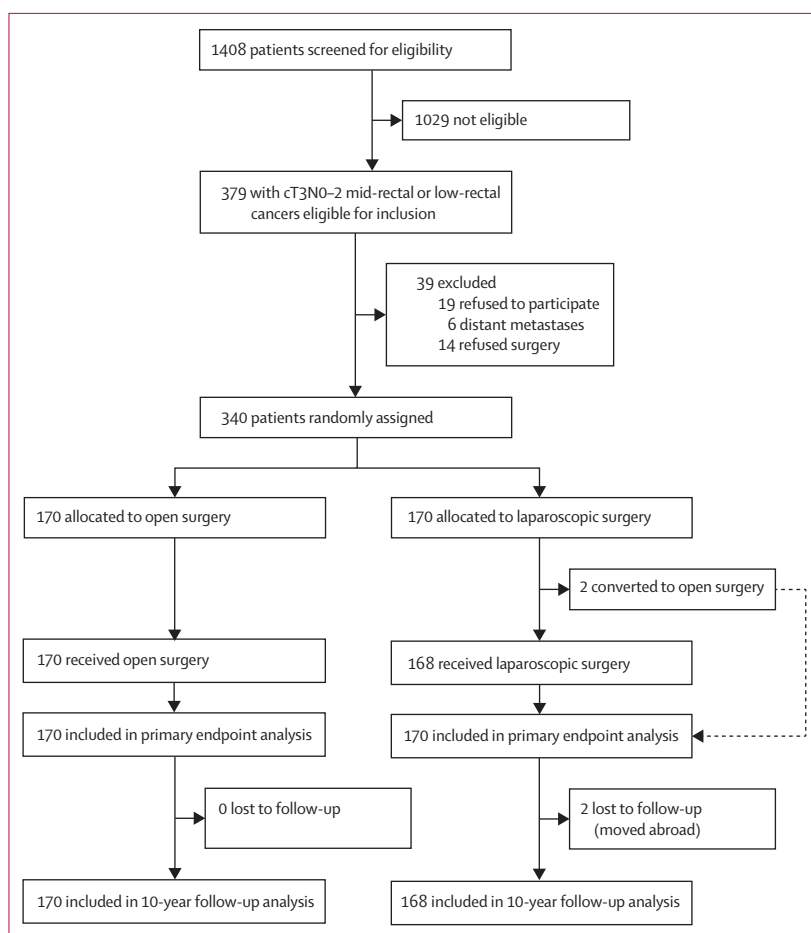 1408 patients screened for eligibility
1029 not eligible
379 with cT3N0–2 mid-rectal or low-rectal
cancers eligible for inclusion
39 excluded
19 refused to participate
6 distant metastases
14 refused surgery
340 patients randomly assigned
170 allocated to open surgery
170 allocated to laparoscopic surgery
2 converted to open surgery
170 received open surgery
168 received laparoscopic surgery
170 included in primary endpoint analysis
170 included in primary endpoint analysis
0 lost to follow-up
2 lost to follow-up
(moved abroad)
170 included in 10-year follow-up analysis
168 included in 10-year follow-up analysis